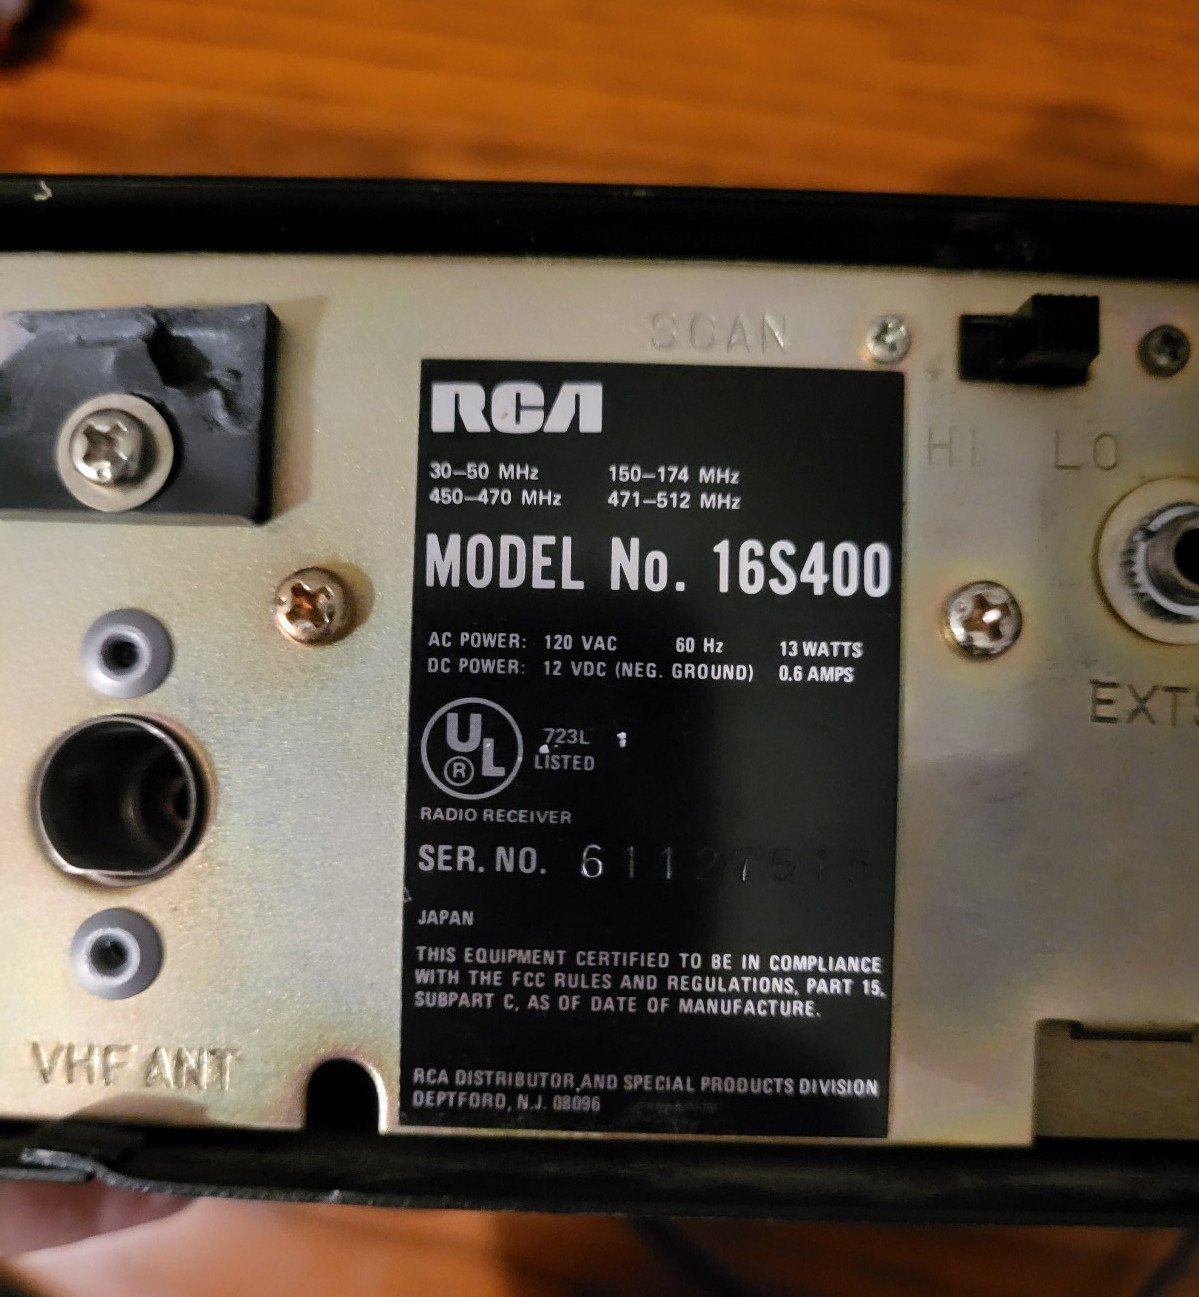 SCAN
RCA
HI LO
30–50 MHz 150–174 MHz
450–470 MHz 471–512 MHz
MODEL No. 16S400
AC POWER: 120 VAC 60 Hz 13 WATTS
DC POWER: 12 VDC (NEG. GROUND) 0.6 AMPS
EXT
UL
®
723L
LISTED
RADIO RECEIVER
SER. NO. 61127515
JAPAN
THIS EQUIPMENT CERTIFIED TO BE IN COMPLIANCE
WITH THE FCC RULES AND REGULATIONS, PART 15,
SUBPART C, AS OF DATE OF MANUFACTURE.
VHF ANT
RCA DISTRIBUTOR AND SPECIAL PRODUCTS DIVISION
DEPTFORD, N.J. 08096